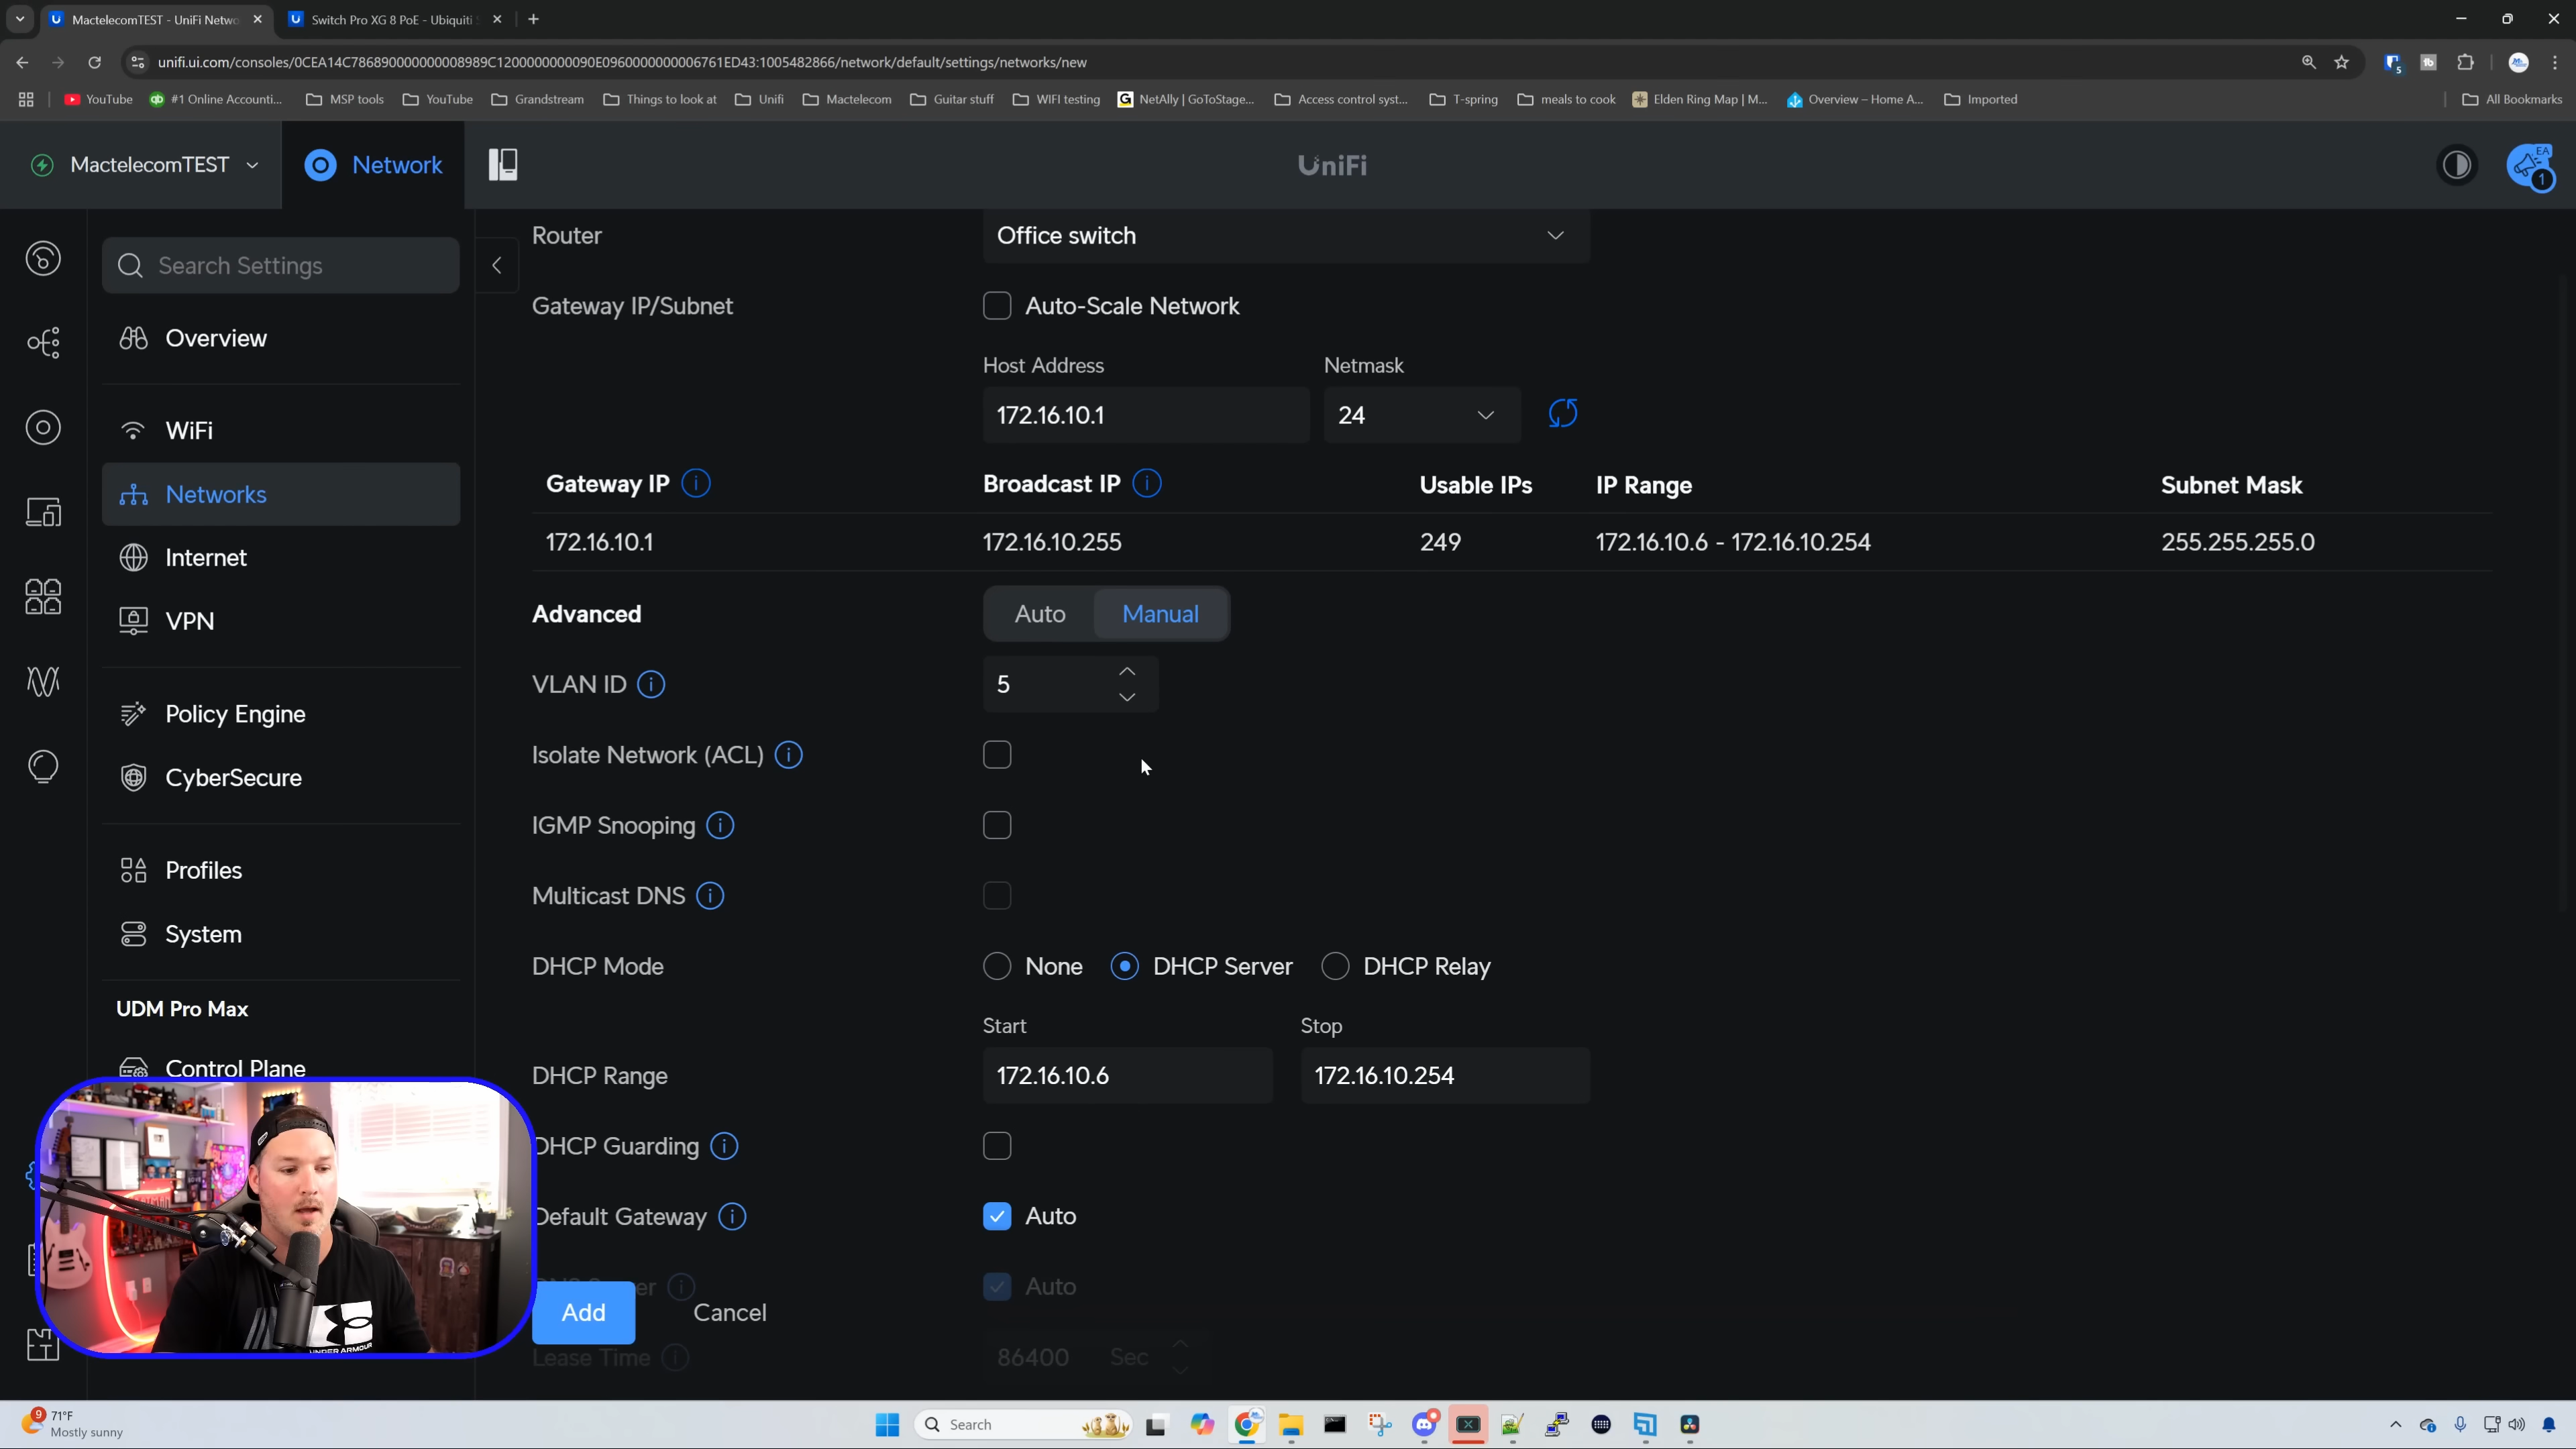 MactelecomTEST - UniFi Netwo
Switch Pro XG 8 PoE - Ubiquiti
unifi.ui.com/consoles/0CEA14C786890000000008989C1200000000090E0960000000006761ED43:1005482866/network/default/settings/networks/new
YouTube
#1 Online Accounti...
MSP tools
YouTube
Grandstream
Things to look at
Unifi
Mactelecom
Guitar stuff
WIFI testing
NetAlly | GoToStage...
Access control syst...
T-spring
meals to cook
Elden Ring Map | M...
Overview – Home A...
Imported
All Bookmarks
MactelecomTEST
Network
UniFi
EA
1
Search Settings
Overview
WiFi
Networks
Internet
VPN
Policy Engine
CyberSecure
Profiles
System
UDM Pro Max
Control Plane
Router
Office switch
Gateway IP/Subnet
Auto-Scale Network
Host Address
Netmask
172.16.10.1
24
Gateway IP
Broadcast IP
Usable IPs
IP Range
Subnet Mask
172.16.10.1
172.16.10.255
249
172.16.10.6 - 172.16.10.254
255.255.255.0
Advanced
Auto
Manual
VLAN ID
5
Isolate Network (ACL)
IGMP Snooping
Multicast DNS
DHCP Mode
None
DHCP Server
DHCP Relay
Start
Stop
DHCP Range
172.16.10.6
172.16.10.254
DHCP Guarding
Default Gateway
Auto
Auto
Add
Cancel
Lease Time
86400
Sec
UNDER ARMOUR
9
71°F
Mostly sunny
Search